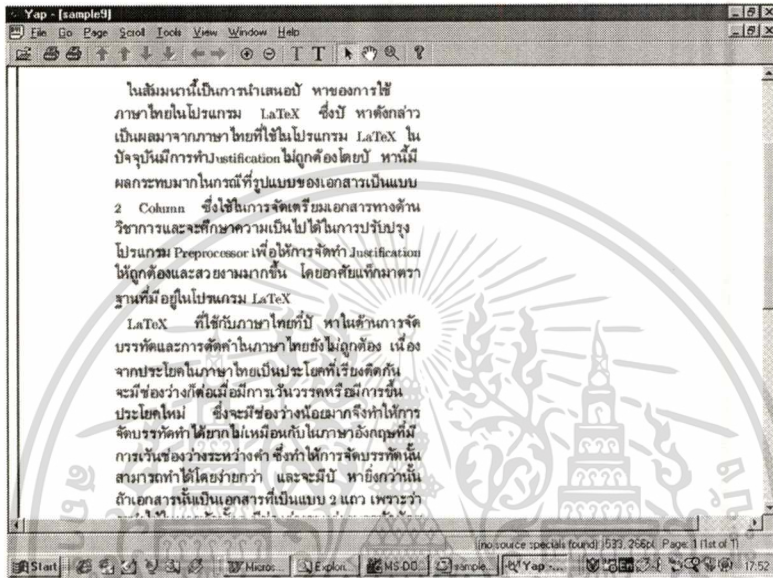 Yap - [sample9]
File Go Page Scroll Tools View Window Help
ในสัมมนานี้เป็นการนำเสนอปั หาของการใช้
ภาษาไทยในโปรแกรม LaTeX ซึ่งปั หาดังกล่าว
เป็นผลมาจากภาษาไทยที่ใช้ในโปรแกรม LaTeX ใน
ปัจจุบันมีการทำJustificationไม่ถูกต้องโดยปั หานี้มี
ผลกระทบมากในกรณีที่รูปแบบของเอกสารเป็นแบบ
2 Column ซึ่งใช้ในการจัดเตรียมเอกสารทางด้าน
วิชาการและจะศึกษาความเป็นไปได้ในการปรับปรุง
โปรแกรม Preprocessor เพื่อให้การจัดทำ Justification
ให้ถูกต้องและสวยงามมากขึ้น โดยอาศัยแท็กมาตรา
ฐานที่มีอยู่ในโปรแกรม LaTeX
LaTeX ที่ใช้กับภาษาไทยที่ปั หาในด้านการจัด
บรรทัดและการตัดคำในภาษาไทยยังไม่ถูกต้อง เนื่อง
จากประโยคในภาษาไทยเป็นประโยคที่เรียงติดกัน
จะมีช่องว่างก็ต่อเมื่อมีการเว้นวรรคหรือมีการขึ้น
ประโยคใหม่ ซึ่งจะมีช่องว่างน้อยมากจึงทำให้การ
จัดบรรทัดทำได้ยากไม่เหมือนกับในภาษาอังกฤษที่มี
การเว้นช่องว่างระหว่างคำ ซึ่งทำให้การจัดบรรทัดนั้น
สามารถทำได้โดยง่ายกว่า และจะมีปั หายิ่งกว่านั้น
ถ้าเอกสารนั้นเป็นเอกสารที่เป็นแบบ 2 แถว เพราะว่า
(no source specials found) 533, 266pt Page: 1 (1st of 1)
Start Micros... Explori... MS-DO... sample... Yap -... En 17:52